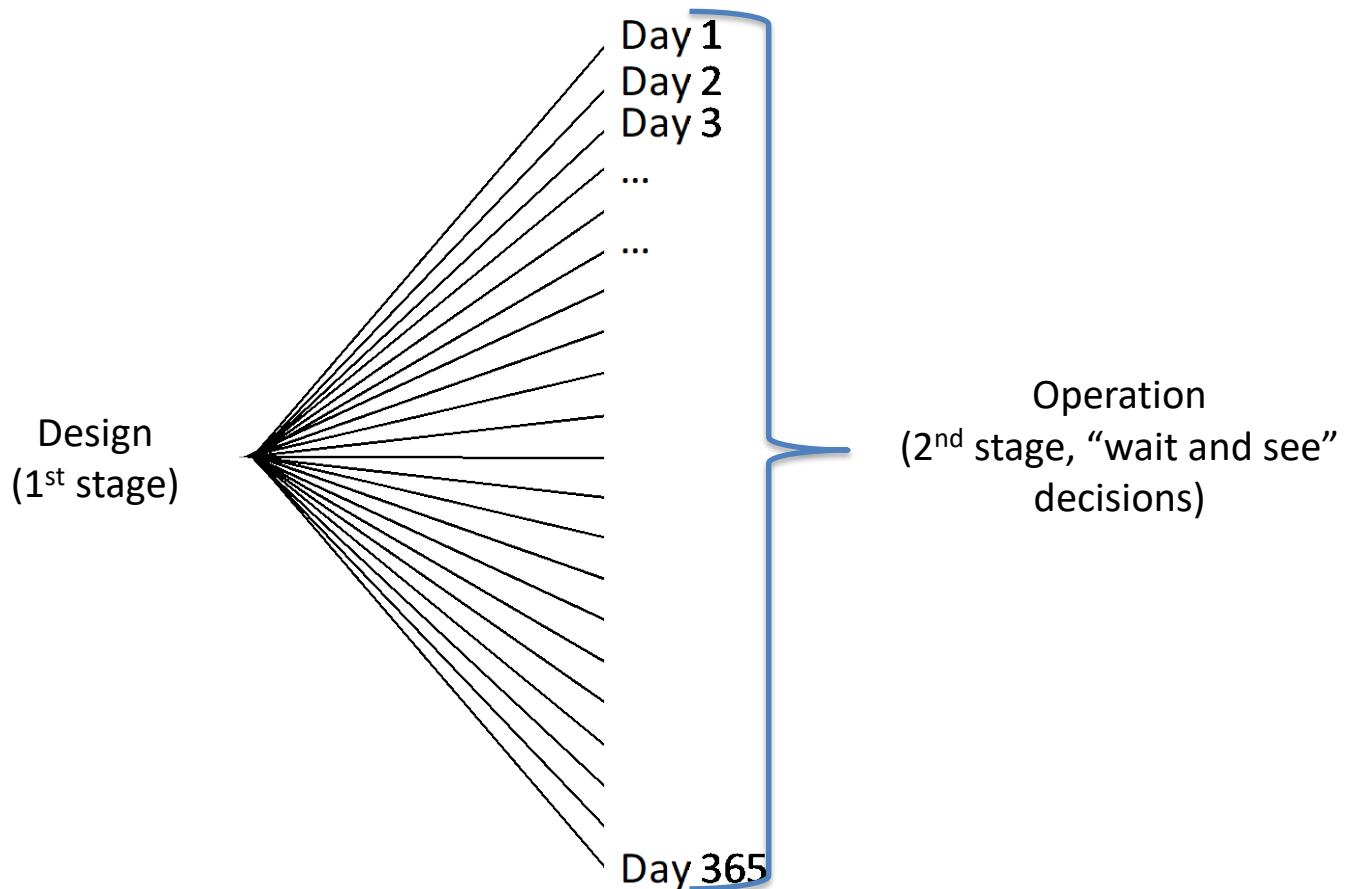 Day 1
Day 2
Day 3
...
...
Design
(1st stage)
Operation
(2nd stage, “wait and see”
decisions)
Day 365